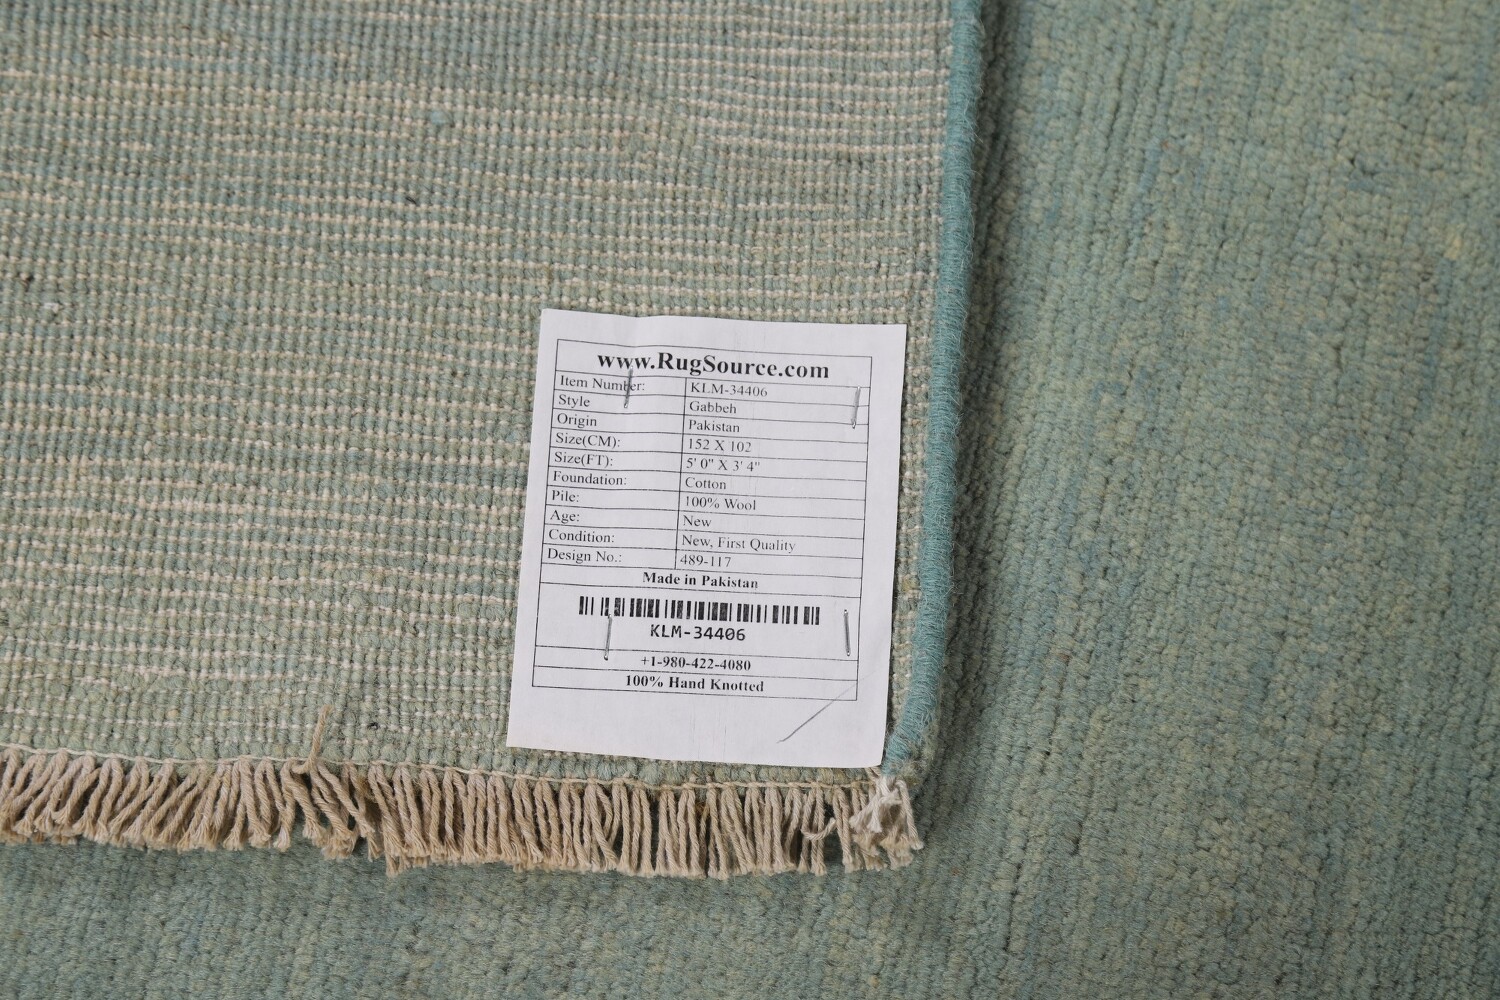 www.RugSource.com
Item Number: KLM-34406
Style Gabbeh
Origin Pakistan
Size(CM): 152 X 102
Size(FT): 5' 0" X 3' 4"
Foundation: Cotton
Pile: 100% Wool
Age: New
Condition: New, First Quality
Design No.: 489-117
Made in Pakistan
KLM-34406
+1-980-422-4080
100% Hand Knotted